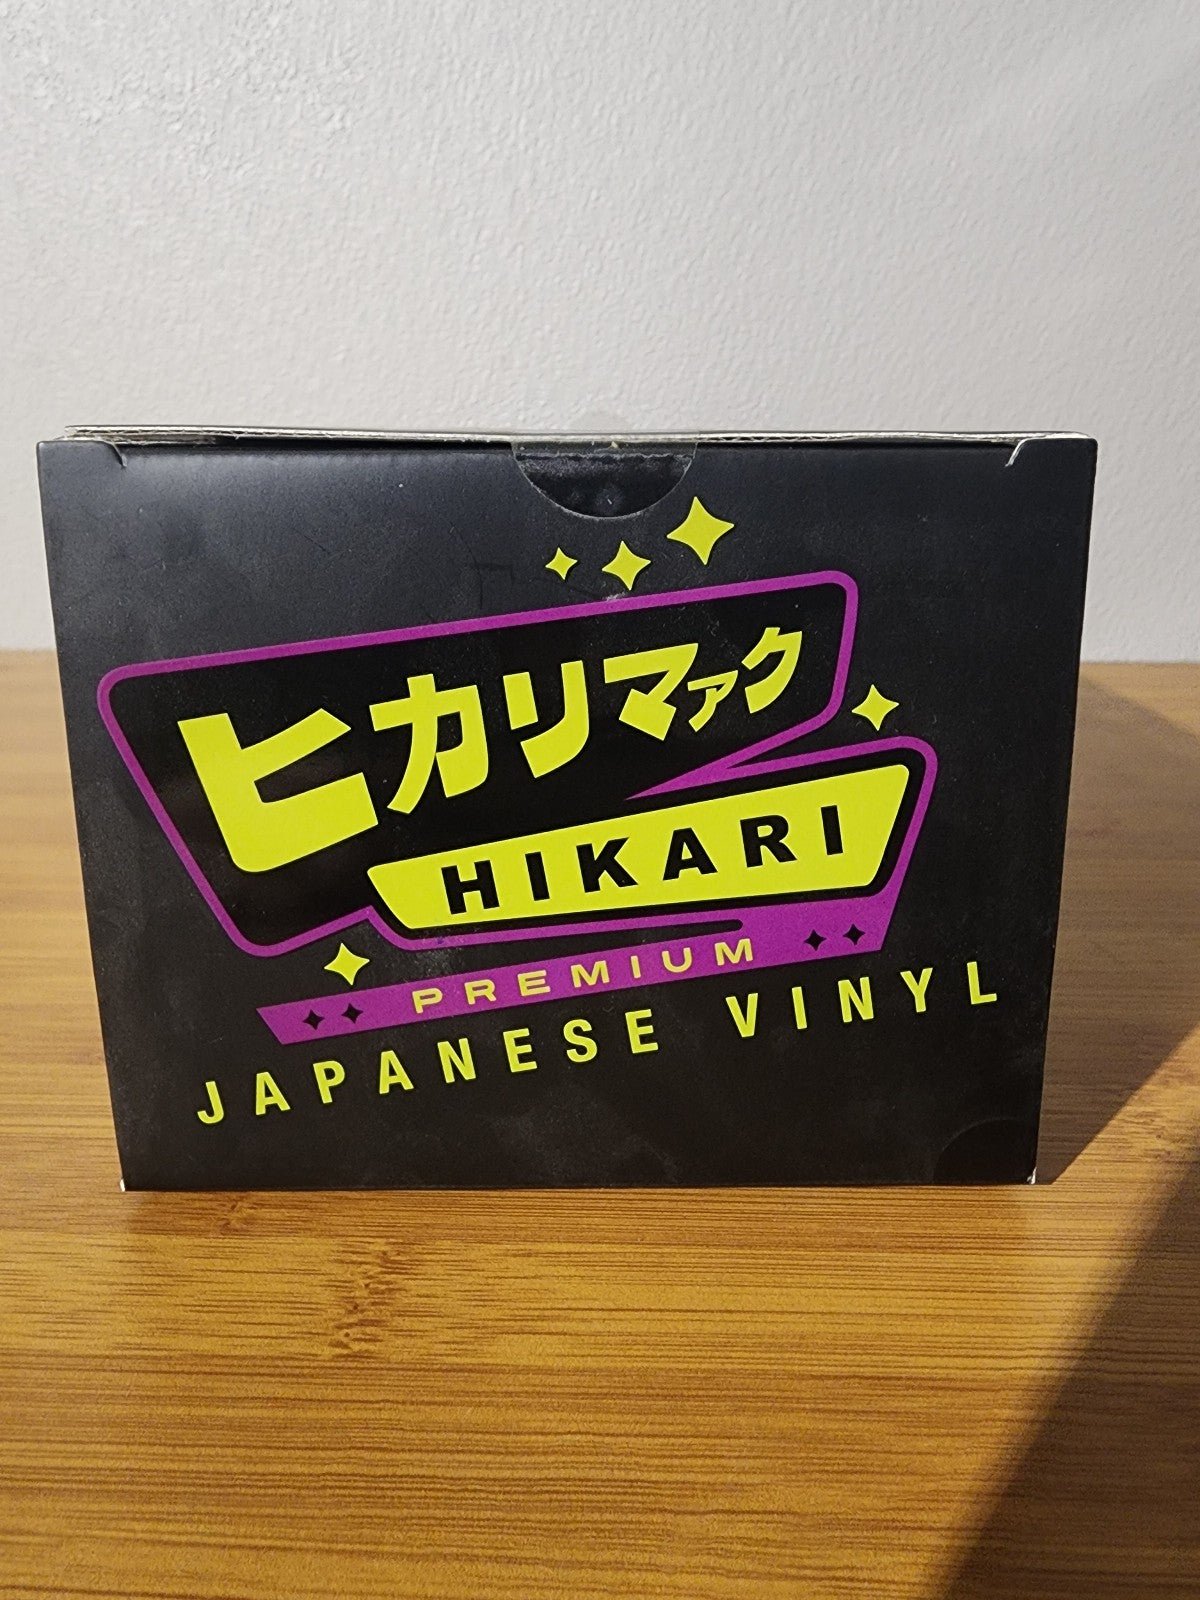 ヒカリマァク
HIKARI
PREMIUM
JAPANESE VINYL